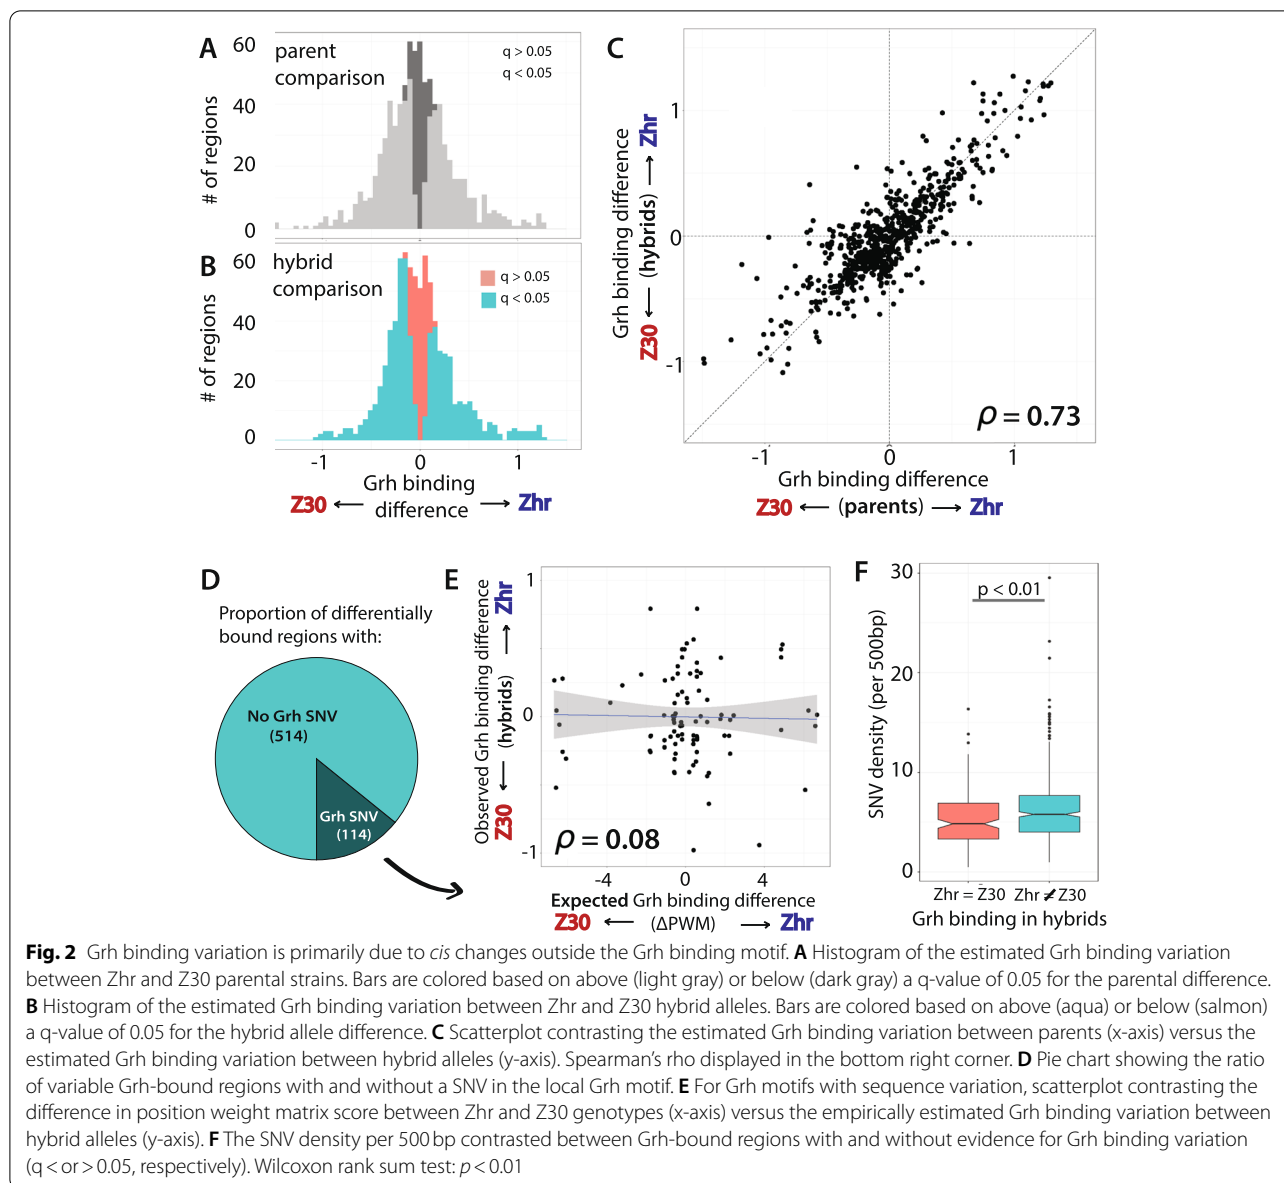 A
parent
comparison
q > 0.05
q < 0.05
60
40
20
0
# of regions
B
hybrid
comparison
q > 0.05
q < 0.05
60
40
20
0
# of regions
-1 0 1
Grh binding
difference
Z30 ← → Zhr
C
Grh binding difference
Z30 ← (hybrids) → Zhr
1
0
-1
ρ = 0.73
-1 0 1
Grh binding difference
Z30 ← (parents) → Zhr
D
Proportion of differentially
bound regions with:
No Grh SNV
(514)
Grh SNV
(114)
E
Observed Grh binding difference
Z30 ← (hybrids) → Zhr
1
0
-1
ρ = 0.08
-4 0 4
Expected Grh binding difference
Z30 ← (ΔPWM) → Zhr
F
SNV density (per 500bp)
30
20
10
0
p < 0.01
Zhr = Z30 Zhr ≠ Z30
Grh binding in hybrids
Fig. 2 Grh binding variation is primarily due to cis changes outside the Grh binding motif. A Histogram of the estimated Grh binding variation
between Zhr and Z30 parental strains. Bars are colored based on above (light gray) or below (dark gray) a q-value of 0.05 for the parental difference.
B Histogram of the estimated Grh binding variation between Zhr and Z30 hybrid alleles. Bars are colored based on above (aqua) or below (salmon)
a q-value of 0.05 for the hybrid allele difference. C Scatterplot contrasting the estimated Grh binding variation between parents (x-axis) versus the
estimated Grh binding variation between hybrid alleles (y-axis). Spearman's rho displayed in the bottom right corner. D Pie chart showing the ratio
of variable Grh-bound regions with and without a SNV in the local Grh motif. E For Grh motifs with sequence variation, scatterplot contrasting the
difference in position weight matrix score between Zhr and Z30 genotypes (x-axis) versus the empirically estimated Grh binding variation between
hybrid alleles (y-axis). F The SNV density per 500 bp contrasted between Grh-bound regions with and without evidence for Grh binding variation
(q < or > 0.05, respectively). Wilcoxon rank sum test: p < 0.01